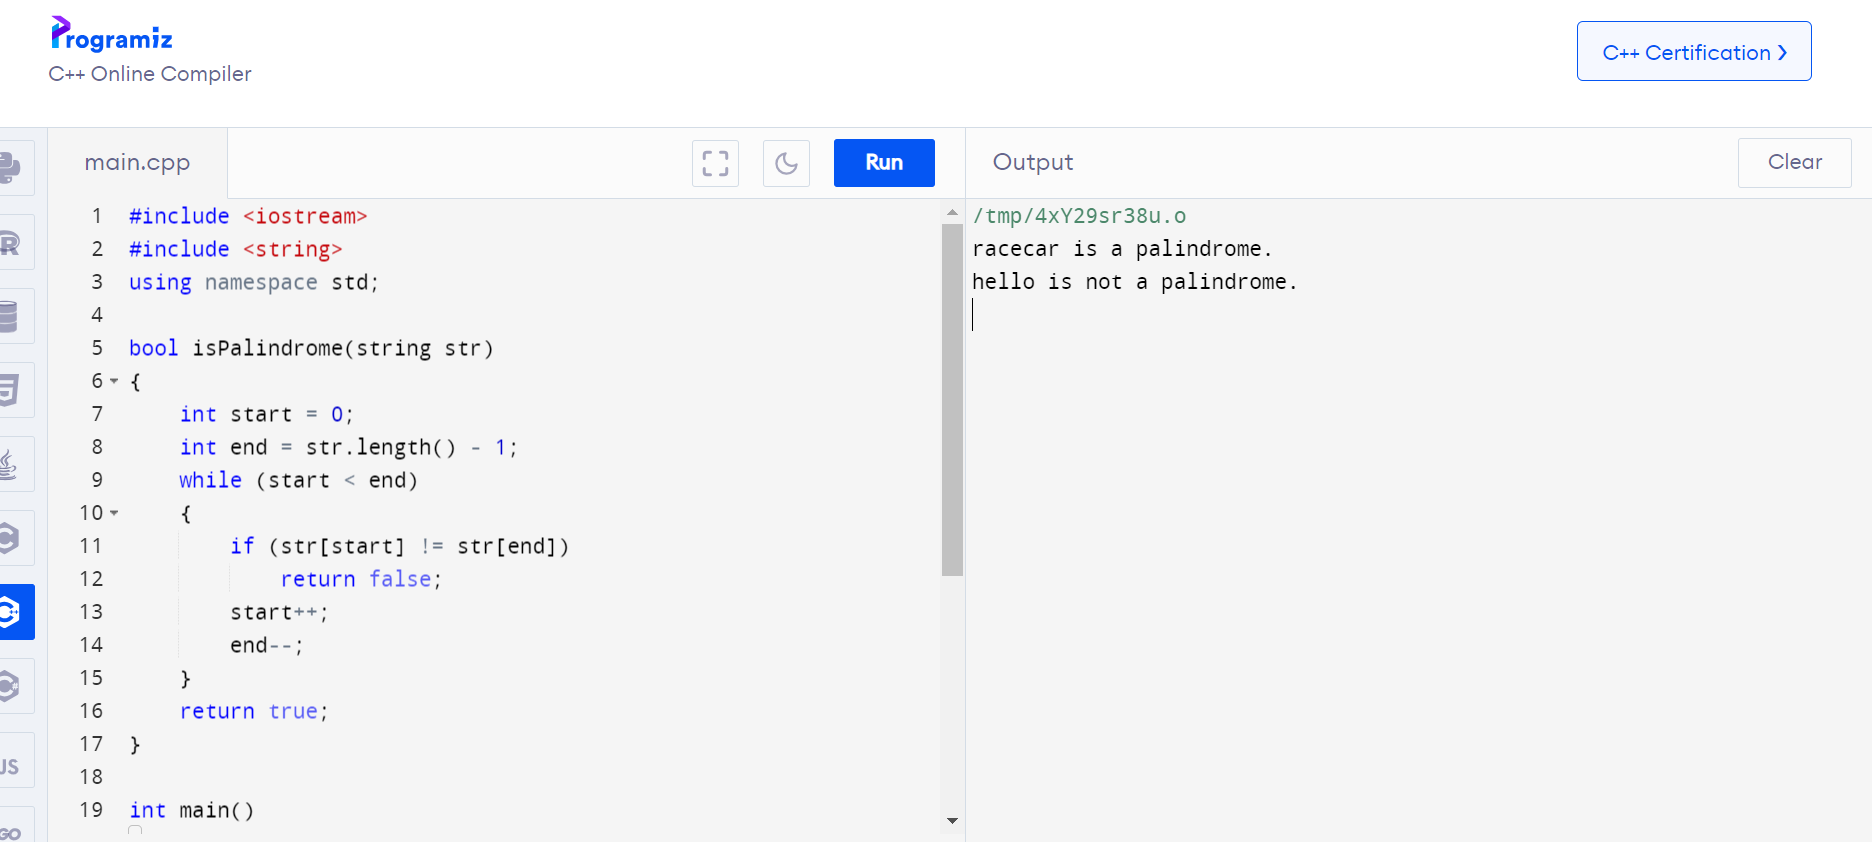 Programiz
C++ Online Compiler
C++ Certification ❯
main.cpp
Run
Output
Clear
1 #include <iostream>
2 #include <string>
3 using namespace std;
4
5 bool isPalindrome(string str)
6 {
7     int start = 0;
8     int end = str.length() - 1;
9     while (start < end)
10     {
11         if (str[start] != str[end])
12             return false;
13         start++;
14         end--;
15     }
16     return true;
17 }
18
19 int main()
/tmp/4xY29sr38u.o
racecar is a palindrome.
hello is not a palindrome.
R
C
C+
C#
JS
GO